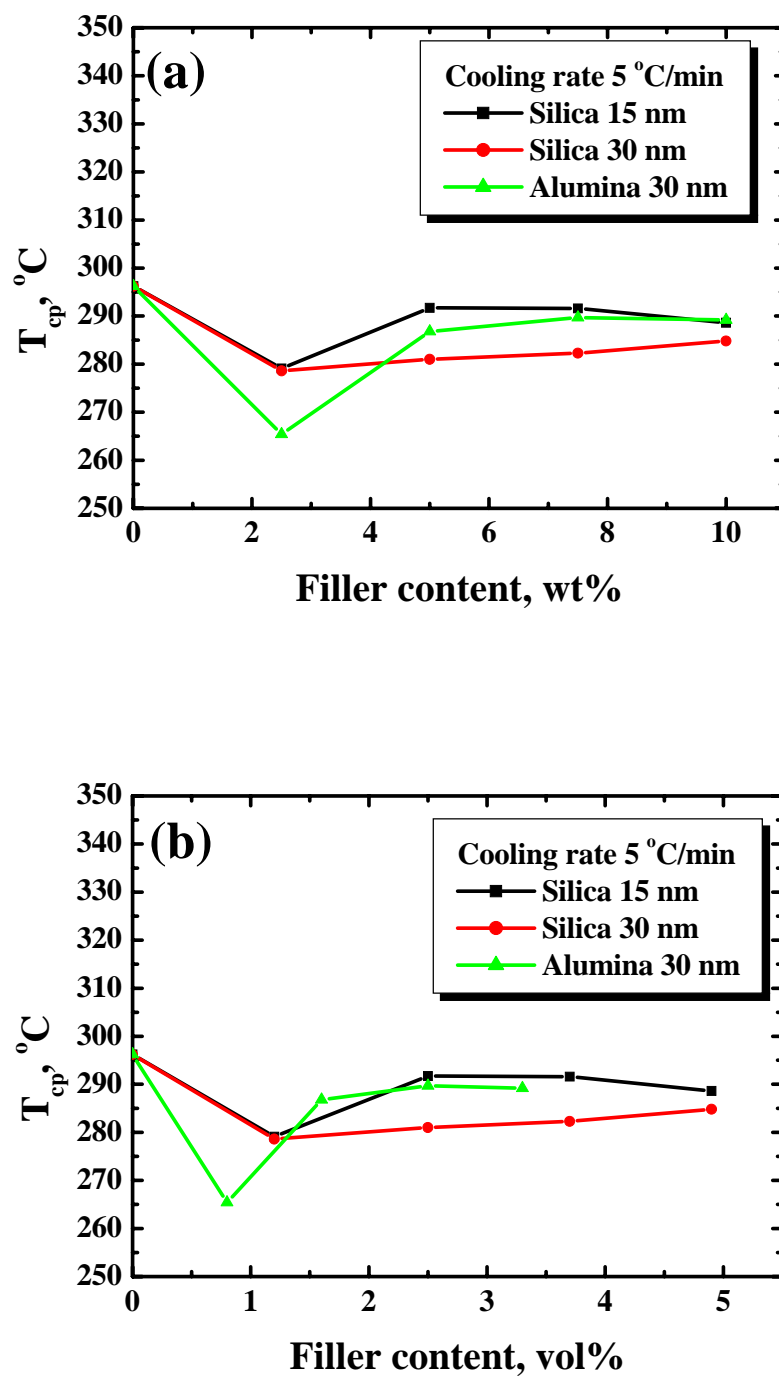 (a)
Cooling rate 5 °C/min
Silica 15 nm
Silica 30 nm
Alumina 30 nm
350
340
330
320
310
300
290
280
270
260
250
Tcp, °C
0 2 4 6 8 10
Filler content, wt%
(b)
Cooling rate 5 °C/min
Silica 15 nm
Silica 30 nm
Alumina 30 nm
350
340
330
320
310
300
290
280
270
260
250
Tcp, °C
0 1 2 3 4 5
Filler content, vol%